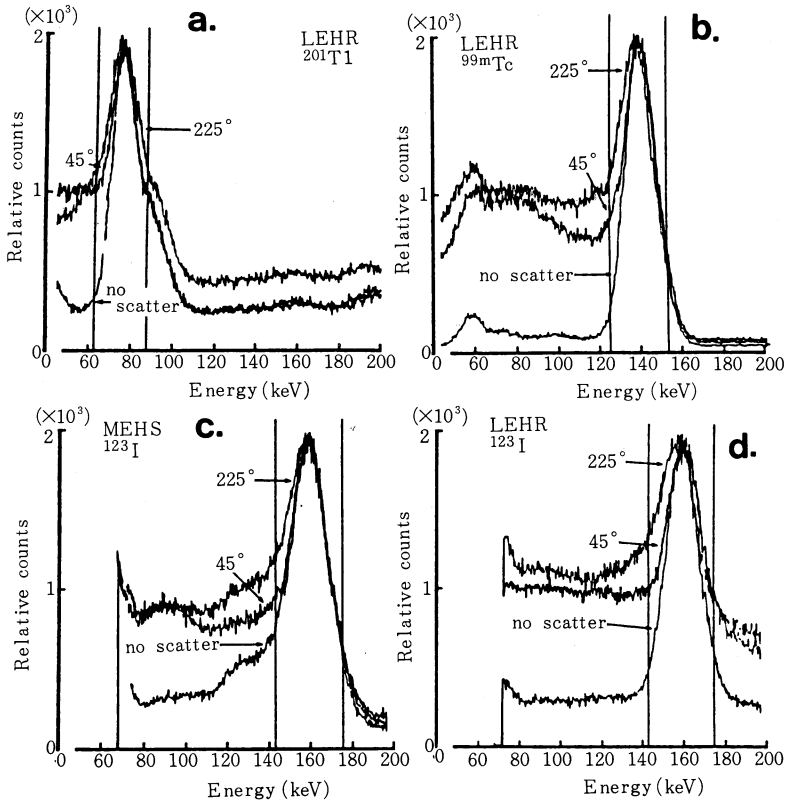 (×10³)
a.
2
LEHR
²⁰¹Tl
225°
45°
1
no
scatter
Relative counts
0
0 60 80 100 120 140 160 180 200
Energy (keV)
(×10³)
b.
2
LEHR
⁹⁹ᵐTc
225°
45°
1
no scatter
Relative counts
0
0 60 80 100 120 140 160 180 200
Energy (keV)
(×10³)
c.
2
MEHS
¹²³I
225°
45°
1
no scatter
Relative counts
0
0 60 80 100 120 140 160 180 200
Energy (keV)
(×10³)
d.
2
LEHR
¹²³I
225°
45°
1
no scatter
Relative counts
0
0 60 80 100 120 140 160 180 200
Energy (keV)